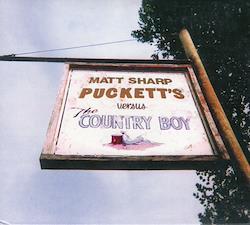 MATT SHARP
PUCKETT'S
versus
The
COUNTRY BOY